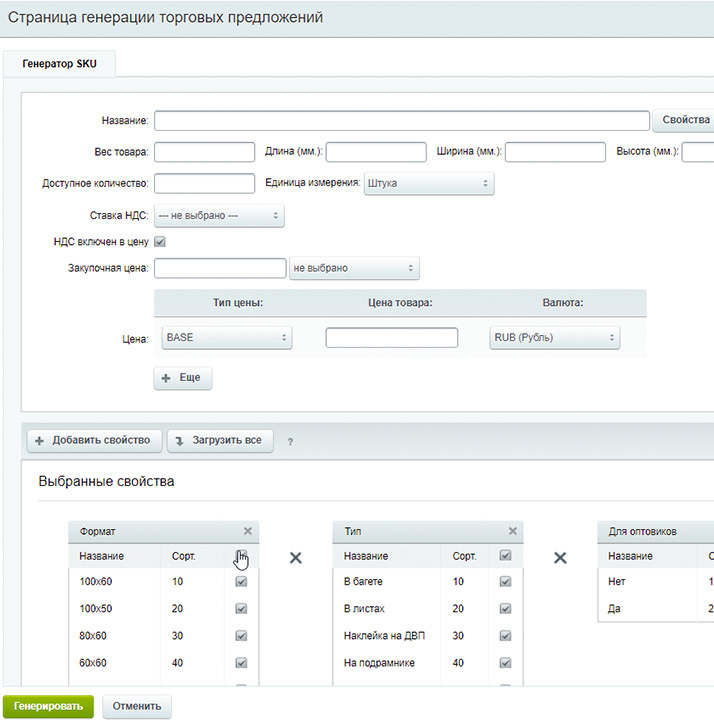 Страница генерации торговых предложений
Генератор SKU
Название: Свойства
Вес товара: Длина (мм.): Ширина (мм.): Высота (мм.):
Доступное количество: Единица измерения: Штука
Ставка НДС: --- не выбрано ---
НДС включен в цену
Закупочная цена: не выбрано
Тип цены: Цена товара: Валюта:
Цена: BASE RUB (Рубль)
+ Еще
+ Добавить свойство Загрузить все ?
Выбранные свойства
Формат Тип Для оптовиков
Название Сорт. Название Сорт. Название С
100x60 10 В багете 10 Нет 1
100x50 20 В листах 20 Да 2
80x60 30 Наклейка на ДВП 30
60x60 40 На подрамнике 40
Генерировать Отменить